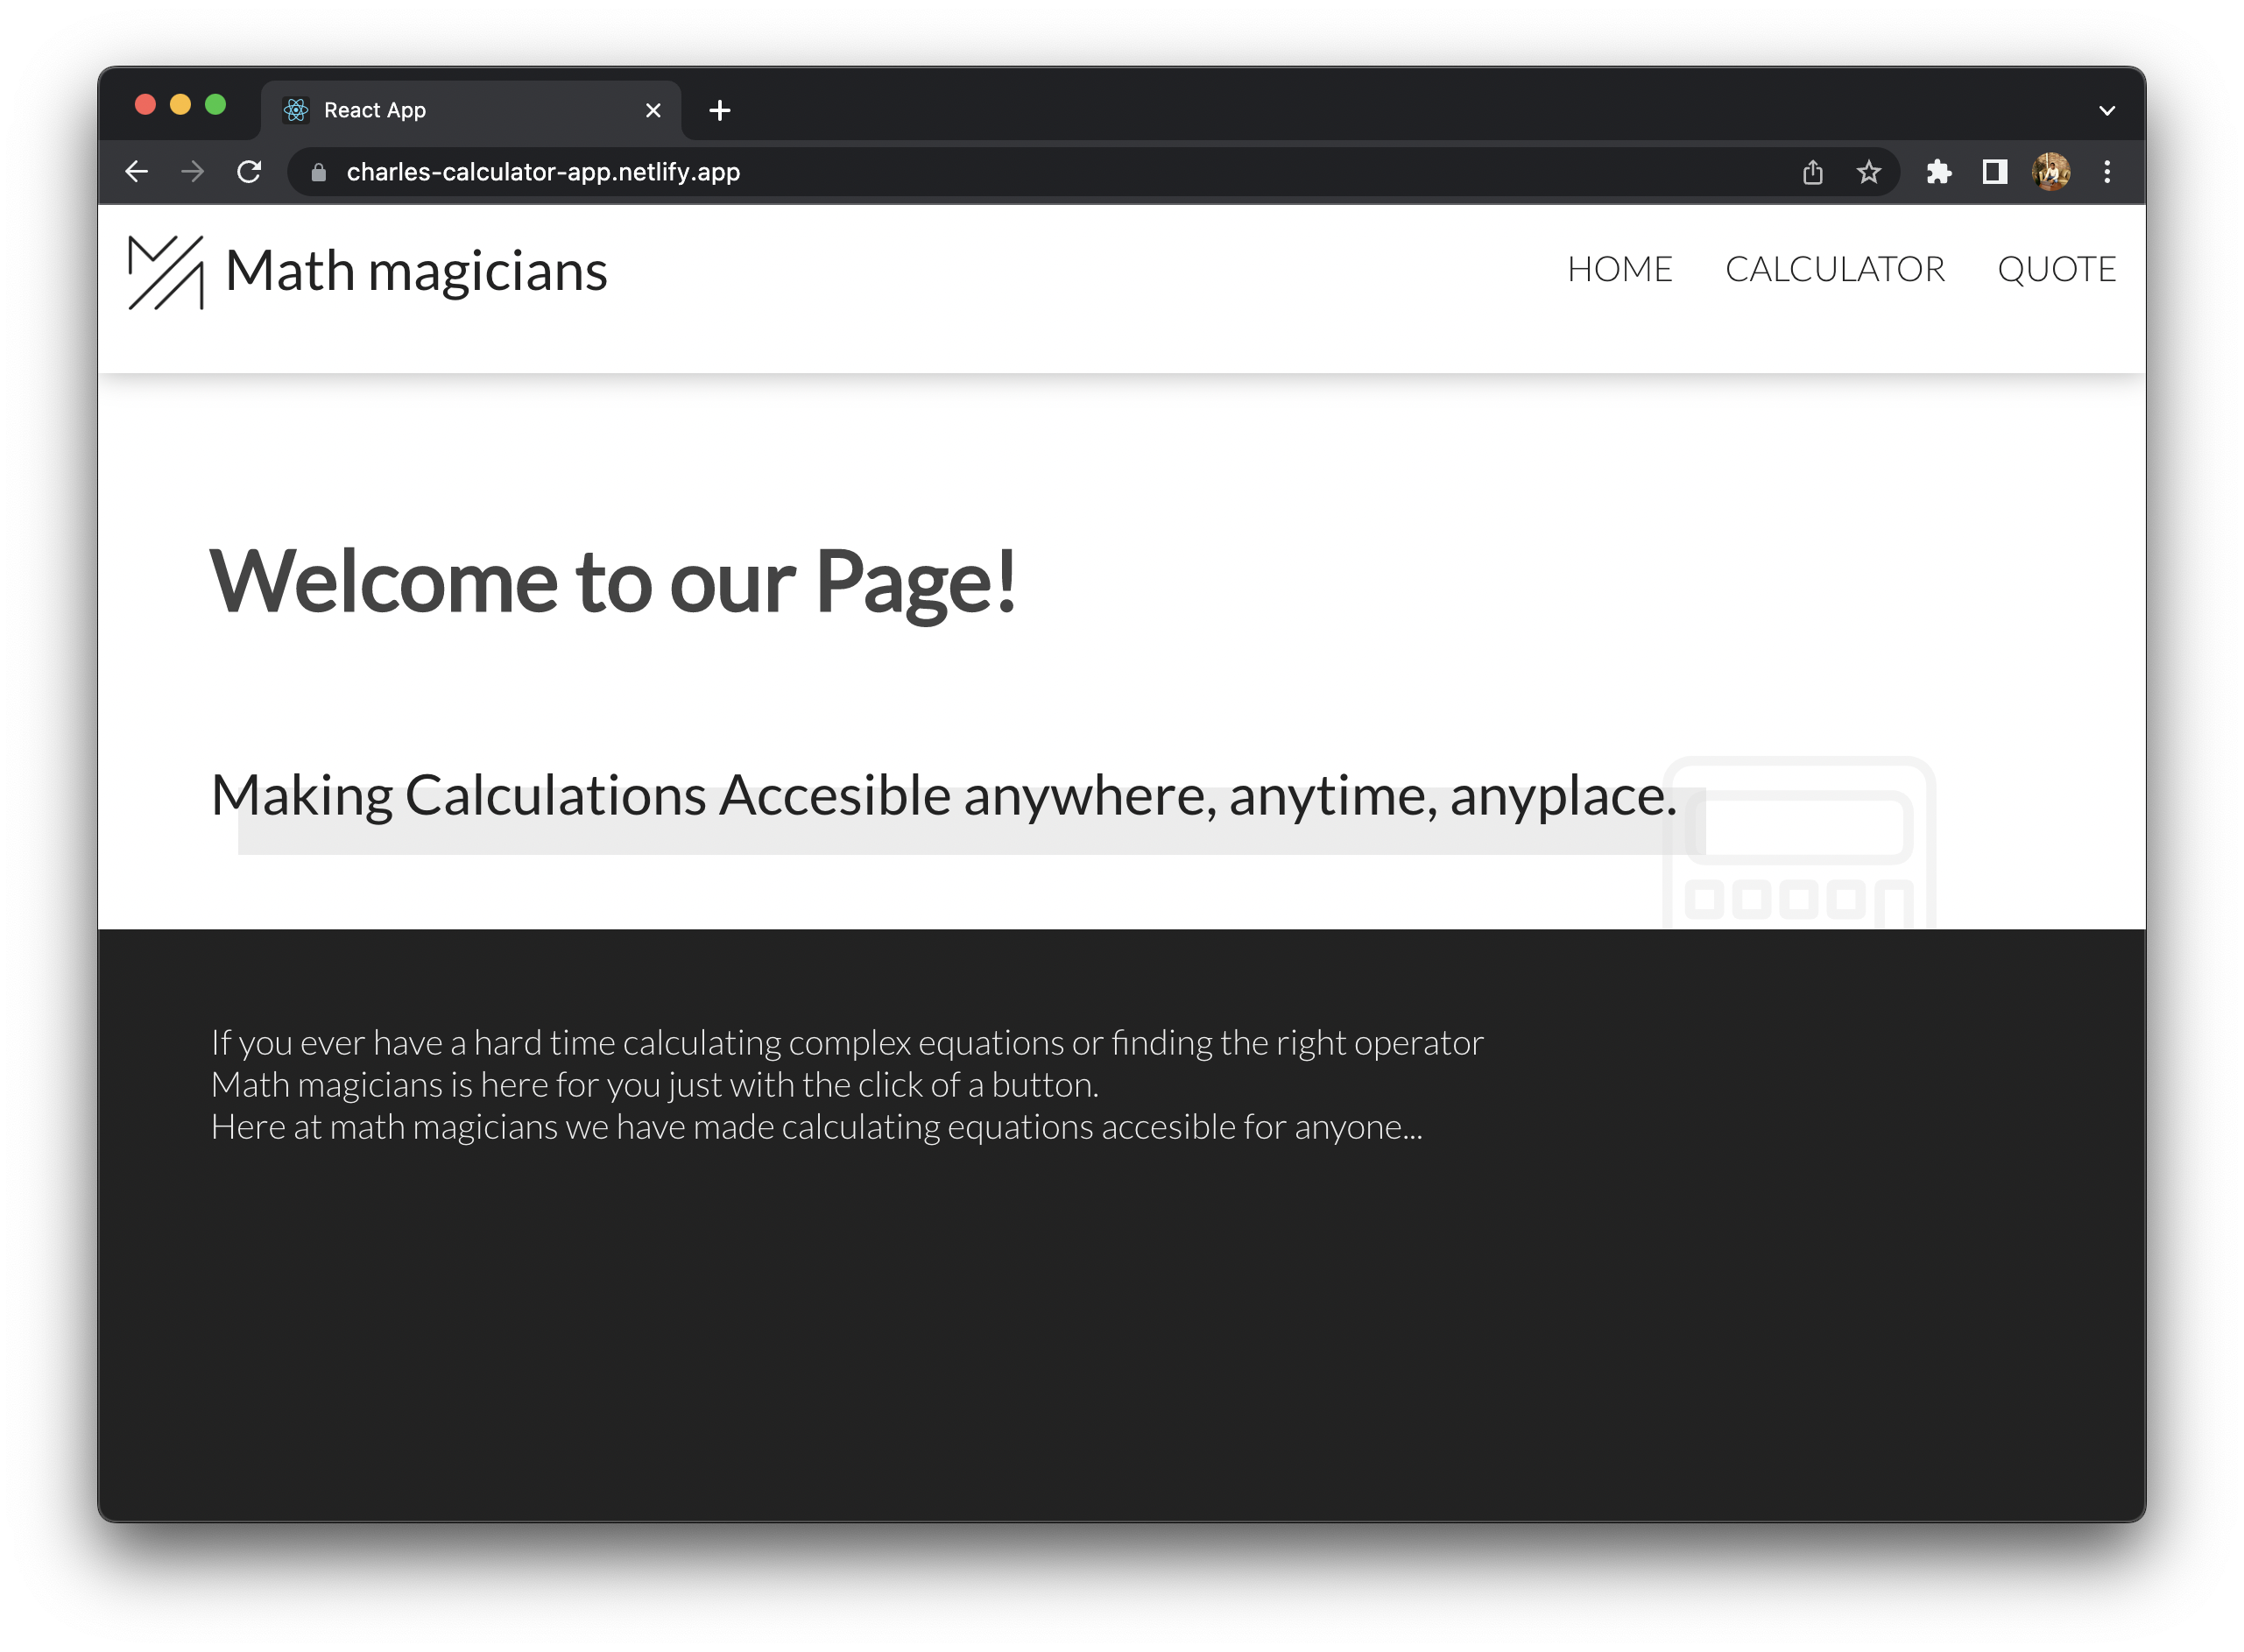 React App
charles-calculator-app.netlify.app
Math magicians
HOME CALCULATOR QUOTE
Welcome to our Page!
Making Calculations Accesible anywhere, anytime, anyplace.
If you ever have a hard time calculating complex equations or finding the right operator
Math magicians is here for you just with the click of a button.
Here at math magicians we have made calculating equations accesible for anyone...